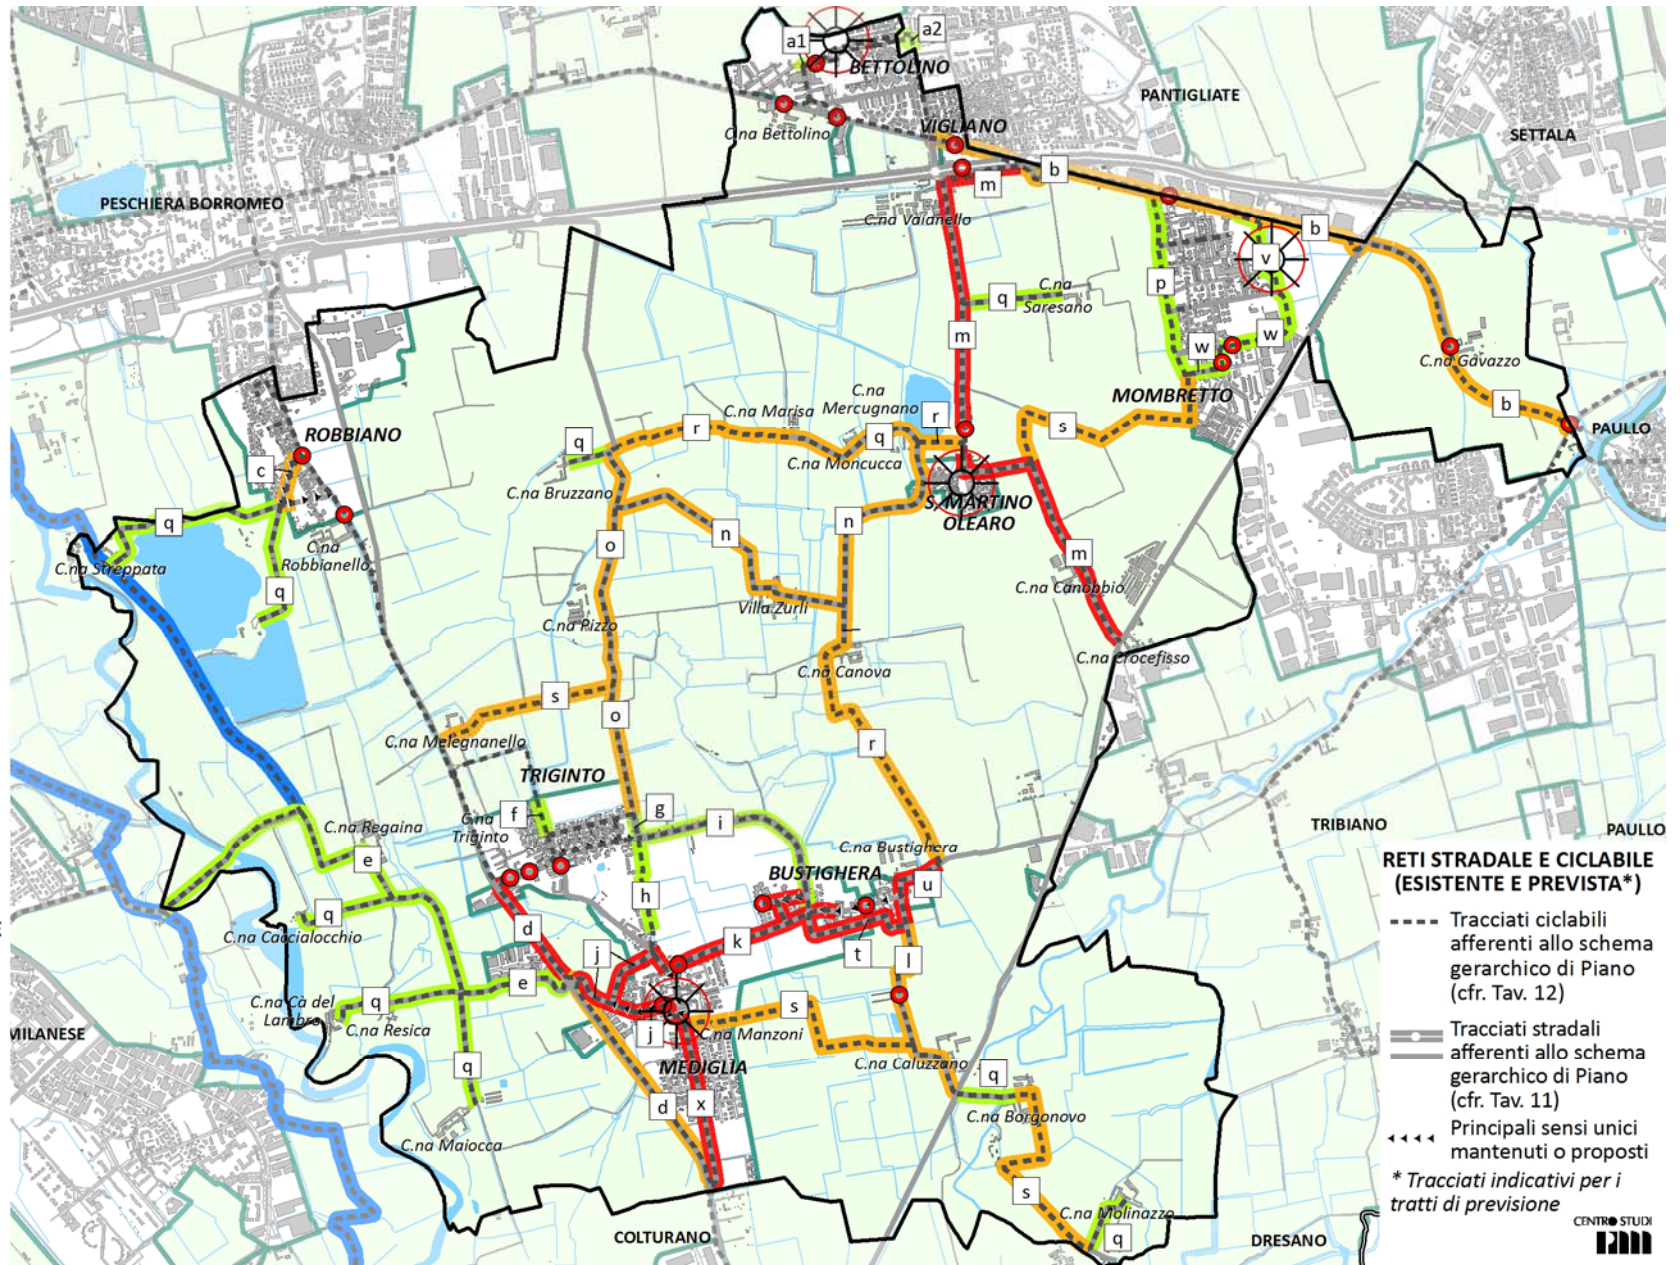 a1
a2
BETTOLINO
PANTIGLIATE
SETTALA
C.na Bettolino
VIGLIANO
b
m
PESCHIERA BORROMEO
C.na Vaianello
b
v
p
q
C.na
Saresano
m
w
w
C.na Gavazzo
MOMBRETTO
b
PAULLO
C.na
Mercugnano
C.na Marisa
r
q
r
s
ROBBIANO
q
C.na Moncucca
c
C.na Bruzzano
S. MARTINO
OLEARO
q
n
n
o
m
C.na
Robbianello
C.na Streppata
q
C.na Canobbio
Villa Zurli
C.na Pizzo
C.na Crocefisso
C.na Canova
s
o
C.na Melegnanello
r
TRIGINTO
f
g
i
C.na
Triginto
C.na Regaina
e
C.na Bustighera
BUSTIGHERA
u
h
q
C.na Caccialocchio
d
k
j
t
l
e
q
C.na Cà del
Lambro
C.na Resica
j
C.na Manzoni
s
MEDIGLIA
C.na Caluzzano
q
q
d
x
C.na Borgonovo
C.na Maiocca
s
C.na Molinazzo
q
COLTURANO
DRESANO
MILANESE
TRIBIANO
PAULLO
RETI STRADALE E CICLABILE
(ESISTENTE E PREVISTA*)
Tracciati ciclabili
afferenti allo schema
gerarchico di Piano
(cfr. Tav. 12)
Tracciati stradali
afferenti allo schema
gerarchico di Piano
(cfr. Tav. 11)
Principali sensi unici
mantenuti o proposti
* Tracciati indicativi per i
tratti di previsione
CENTRO STUDI
PIM